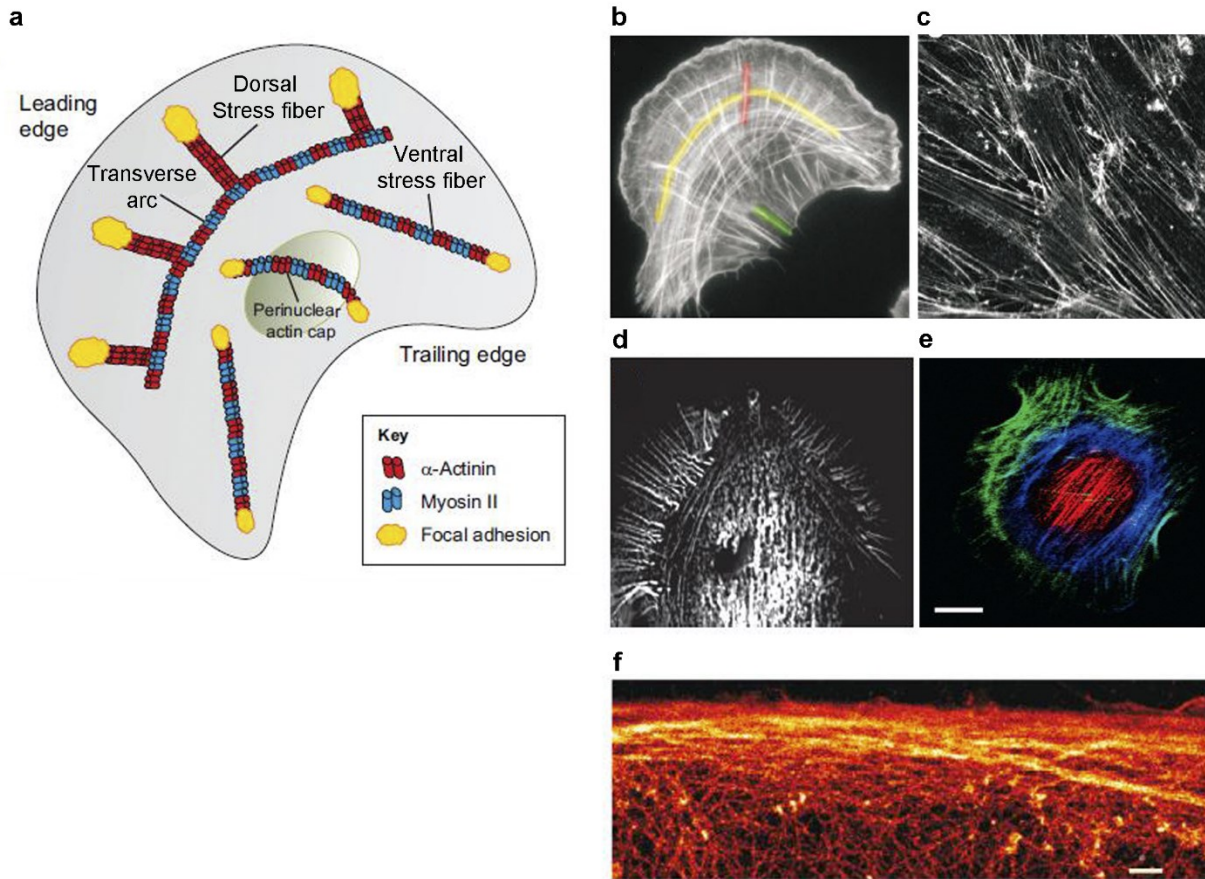 a
Leading
edge
Dorsal
Stress fiber
Transverse
arc
Ventral
stress fiber
Perinuclear
actin cap
Trailing edge
Key
α-Actinin
Myosin II
Focal adhesion
b
c
d
e
f